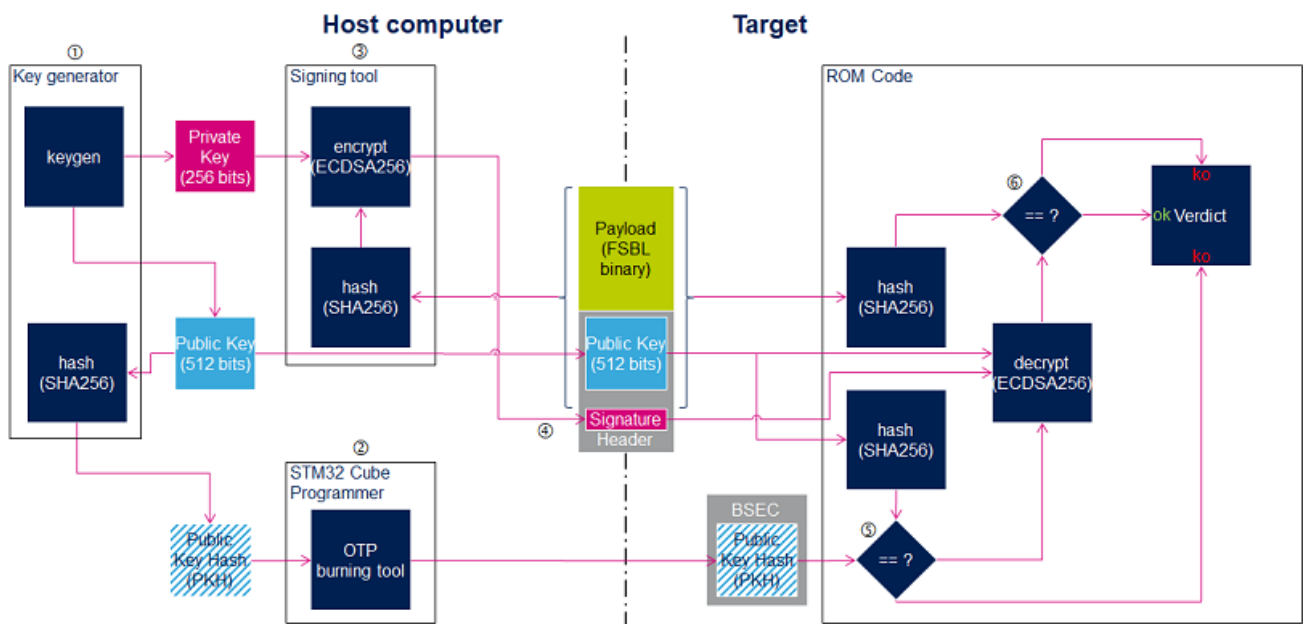 Host computer
Target
①
Key generator
keygen
Private
Key
(256 bits)
Public Key
(512 bits)
hash
(SHA256)
Public
Key Hash
(PKH)
③
Signing tool
encrypt
(ECDSA256)
hash
(SHA256)
②
STM32 Cube
Programmer
OTP
burning tool
Payload
(FSBL
binary)
Public Key
(512 bits)
④
Signature
Header
BSEC
Public
Key Hash
(PKH)
ROM Code
hash
(SHA256)
hash
(SHA256)
⑤
== ?
decrypt
(ECDSA256)
⑥
== ?
ko
ok Verdict
ko